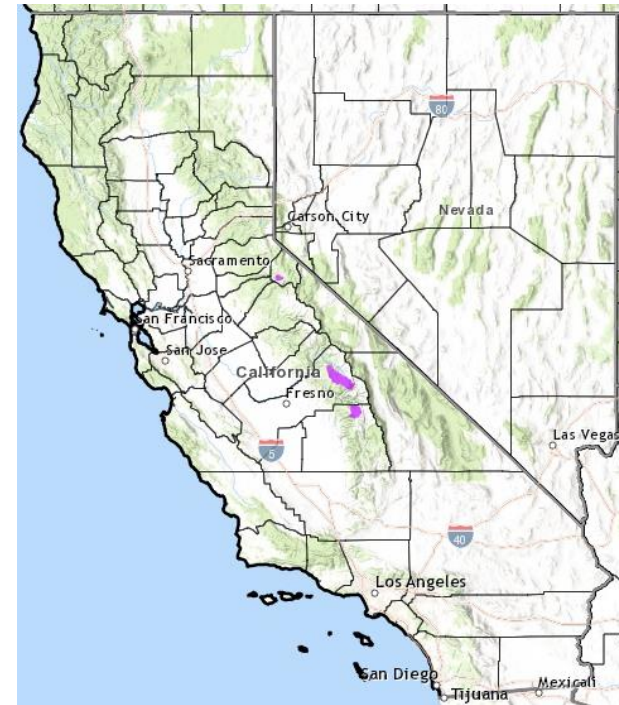 80
Nevada
Carson City
Sacramento
San Francisco
San Jose
California
Fresno
5
Las Vegas
40
Los Angeles
San Diego
Mexicali
Tijuana